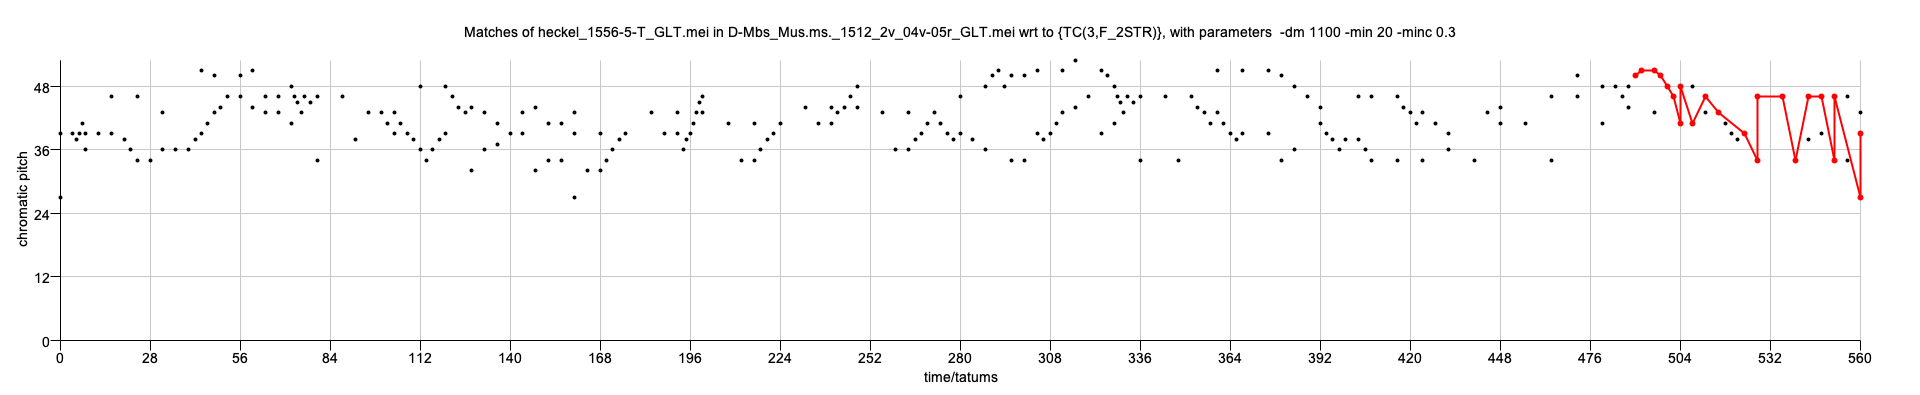 Matches of heckel_1556-5-T_GLT.mei in D-Mbs_Mus.ms._1512_2v_04v-05r_GLT.mei wrt to {TC(3,F_2STR)}, with parameters  -dm 1100 -min 20 -minc 0.3
chromatic pitch
48
36
24
12
0
0 28 56 84 112 140 168 196 224 252 280 308 336 364 392 420 448 476 504 532 560
time/tatums